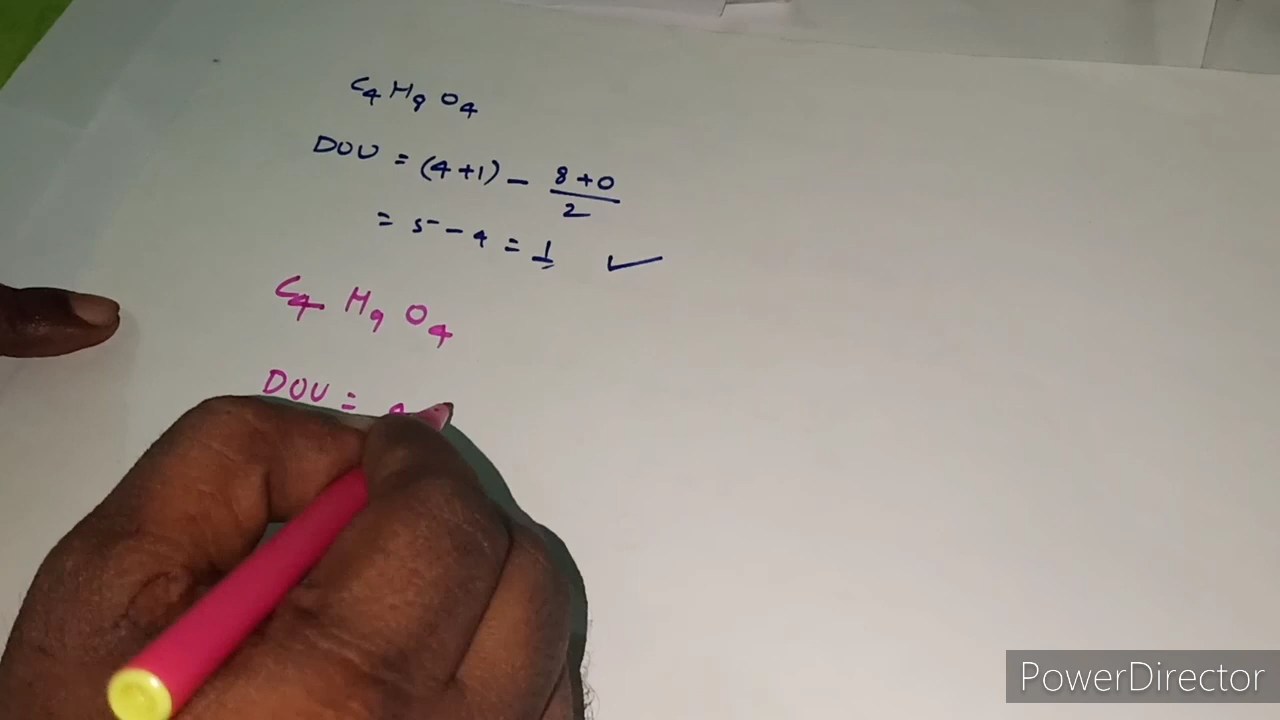 C₄ H₉ O₄
DOU = (4+1) - (8+0)/2
= 5 - 4 = 1 ✓
C₄ H₉ O₄
DOU =
PowerDirector